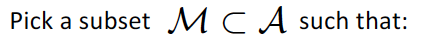 Pick a subset ℳ ⊂ 𝒜 such that: